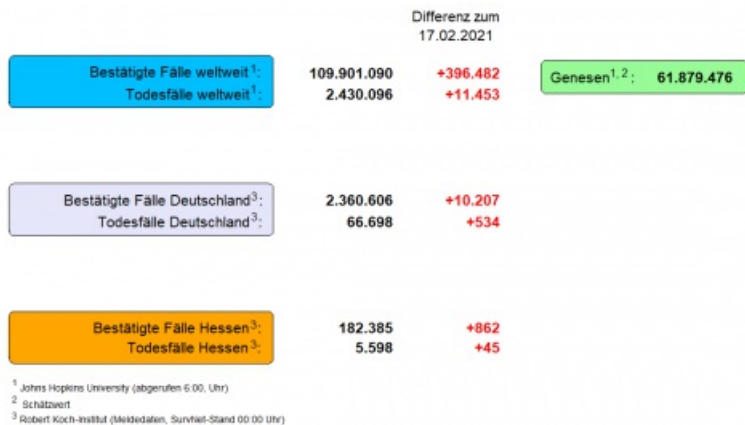 Differenz zum
17.02.2021
Bestätigte Fälle weltweit¹: 109.901.090 +396.482
Todesfälle weltweit¹: 2.430.096 +11.453
Genesen¹,²: 61.879.476
Bestätigte Fälle Deutschland³: 2.360.606 +10.207
Todesfälle Deutschland³: 66.698 +534
Bestätigte Fälle Hessen³: 182.385 +862
Todesfälle Hessen³: 5.598 +45
¹ Johns Hopkins University (abgerufen 6:00, Uhr)
² Schätzwert
³ Robert Koch-Institut (Meldedaten, SurvNet-Stand 00:00 Uhr)